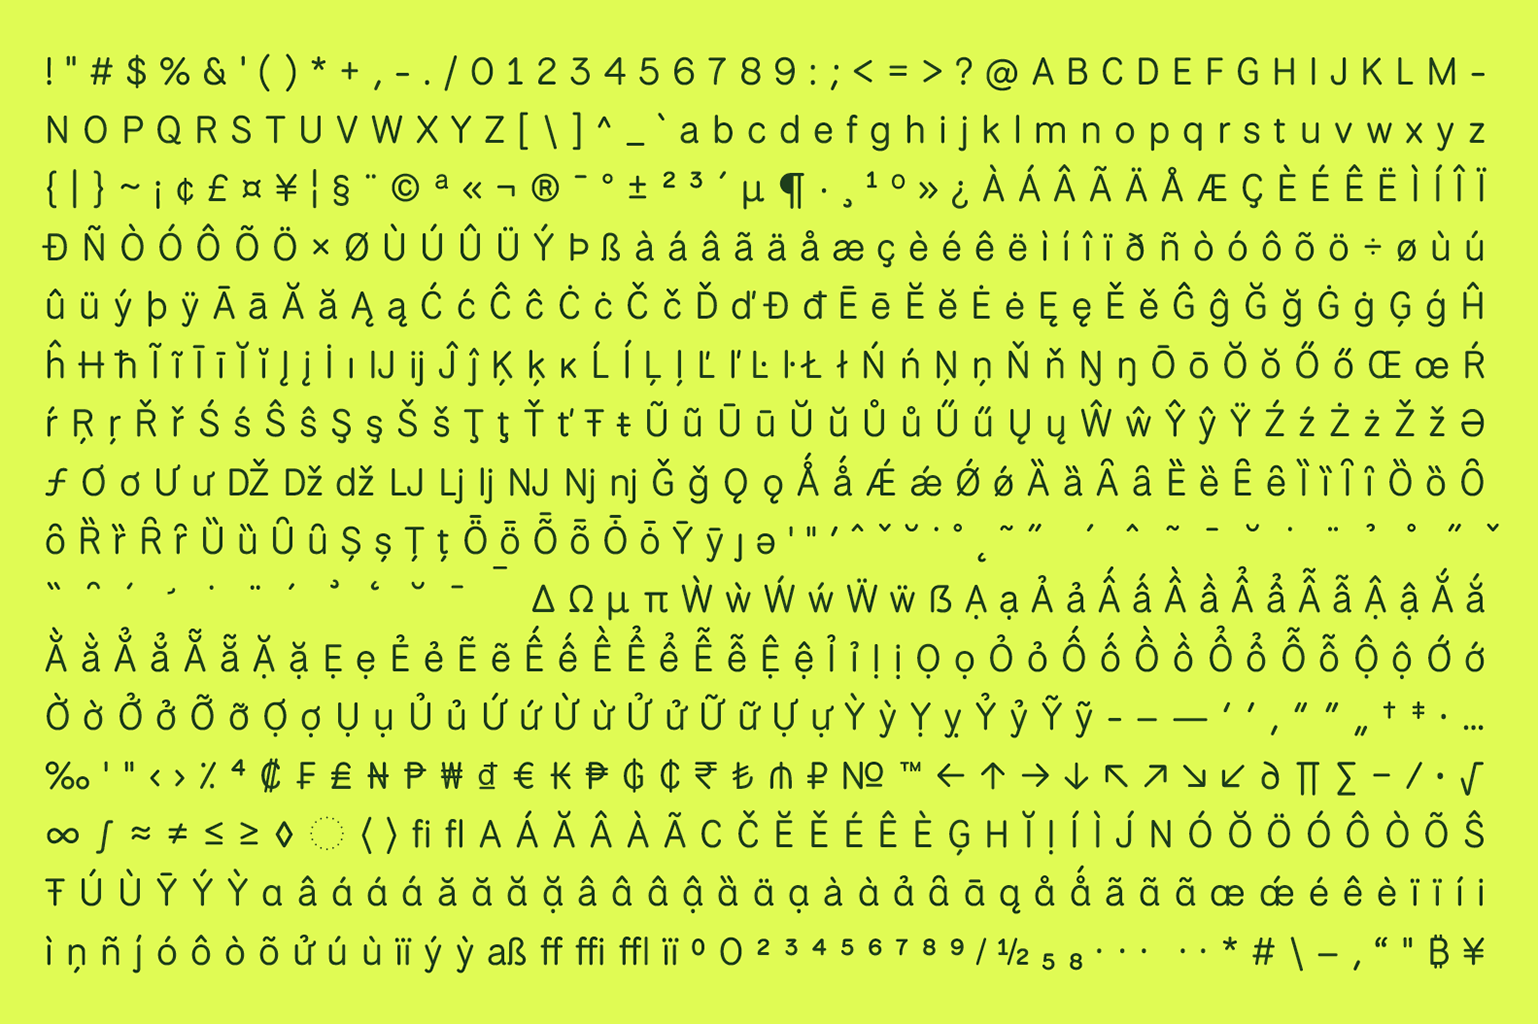 ! " # $ % & ' ( ) * + , - . / 0 1 2 3 4 5 6 7 8 9 : ; < = > ? @ A B C D E F G H I J K L M -
N O P Q R S T U V W X Y Z [ \ ] ^ _ ` a b c d e f g h i j k l m n o p q r s t u v w x y z
{ | } ~ ¡ ¢ £ ¤ ¥ ¦ § ¨ © ª « ¬ ® ¯ ° ± ² ³ ´ µ ¶ · ¸ ¹ º » ¿ À Á Â Ã Ä Å Æ Ç È É Ê Ë Ì Í Î Ï
Ð Ñ Ò Ó Ô Õ Ö × Ø Ù Ú Û Ü Ý Þ ß à á â ã ä å æ ç è é ê ë ì í î ï ð ñ ò ó ô õ ö ÷ ø ù ú
û ü ý þ ÿ Ā ā Ă ă Ą ą Ć ć Ĉ ĉ Ċ ċ Č č Ď ď Đ đ Ē ē Ĕ ĕ Ė ė Ę ę Ě ě Ĝ ĝ Ğ ğ Ġ ġ Ģ ģ Ĥ
ĥ Ħ ħ Ĩ ĩ Ī ī Ĭ ĭ Į į İ ı Ĳ ĳ Ĵ ĵ Ķ ķ ĸ Ĺ ĺ Ļ ļ Ľ ľ Ŀ ŀ Ł ł Ń ń Ņ ņ Ň ň Ŋ ŋ Ō ō Ŏ ŏ Ő ő Œ œ Ŕ
ŕ Ŗ ŗ Ř ř Ś ś Ŝ ŝ Ş ş Š š Ţ ţ Ť ť Ŧ ŧ Ũ ũ Ū ū Ŭ ŭ Ů ů Ű ű Ų ų Ŵ ŵ Ŷ ŷ Ÿ Ź ź Ż ż Ž ž Ə
ƒ Ơ ơ Ư ư Ǆ ǅ ǆ Ǉ ǈ ǉ Ǌ ǋ ǌ Ǧ ǧ Ǫ ǫ Ǻ ǻ Ǽ ǽ Ǿ ǿ Ȁ ȁ Ȃ ȃ Ȅ ȅ Ȇ ȇ Ȉ ȉ Ȋ ȋ Ȍ ȍ Ȏ
ȏ Ȑ ȑ Ȓ ȓ Ȕ ȕ Ȗ ȗ Ș ș Ț ț Ȫ ȫ Ȭ ȭ Ȱ ȱ Ȳ ȳ ȷ ə ʹ ʺ ʼ ˆ ˇ ˘ ˙ ˚ ˛ ˜ ˝ ́ ̂ ̃ ̄ ̆ ̇ ̈ ̉ ̊ ̋ ̌
̏ ̑ ̒ ̦ ̇ ̈ ́ ̉ ̔ ̆ ̄ ̱ ∆ Ω μ π Ẁ ẁ Ẃ ẃ Ẅ ẅ ẞ Ạ ạ Ả ả Ấ ấ Ầ ầ Ẩ ẩ Ẫ ẫ Ậ ậ Ắ ắ
Ằ ằ Ẳ ẳ Ẵ ẵ Ặ ặ Ẹ ẹ Ẻ ẻ Ẽ ẽ Ế ế Ề Ể ể Ễ ễ Ệ ệ Ỉ ỉ Ị ị Ọ ọ Ỏ ỏ Ố ố Ồ ồ Ổ ổ Ỗ ỗ Ộ ộ Ớ ớ
Ờ ờ Ở ở Ỡ ỡ Ợ ợ Ụ ụ Ủ ủ Ứ ứ Ừ ừ Ử ử Ữ ữ Ự ự Ỳ ỳ Ỵ ỵ Ỷ ỷ Ỹ ỹ - – — ‘ ’ ‚ “ ” „ † ‡ · …
‰ ' " ‹ › ⁒ ⁴ ₡ ₣ ₤ ₦ ₱ ₩ ₫ € ₭ ₱ ₲ ₵ ₹ ₺ ₼ ₽ № ™ ← ↑ → ↓ ↖ ↗ ↘ ↙ ∂ ∏ ∑ − ∕ ∙ √
∞ ∫ ≈ ≠ ≤ ≥ ◊ ◌ ⟨ ⟩ fi fl A Á Ă Â À Ã C Č Ĕ Ě É Ê È Ģ H Ĭ Ị Í Ì J́ N Ó Ŏ Ö Ó Ô Ò Õ Ŝ
Ŧ Ú Ù Ȳ Ý Ỳ ɑ â á á á ă ă ă ặ â â â ậ ȁ ä ạ à à ả ȃ ā ą å ǻ ã ã ã æ ǽ é ê è ï ï í i
ì ņ ñ j́ ó ô ò õ ử ú ù ïï ý ỳ aß ff ffi ffl ïï ⁰ O ² ³ ⁴ ⁵ ⁶ ⁷ ⁸ ⁹ ⁄ ½ ₅ ₈ · · · · · * # \ – , “ " ₿ ¥